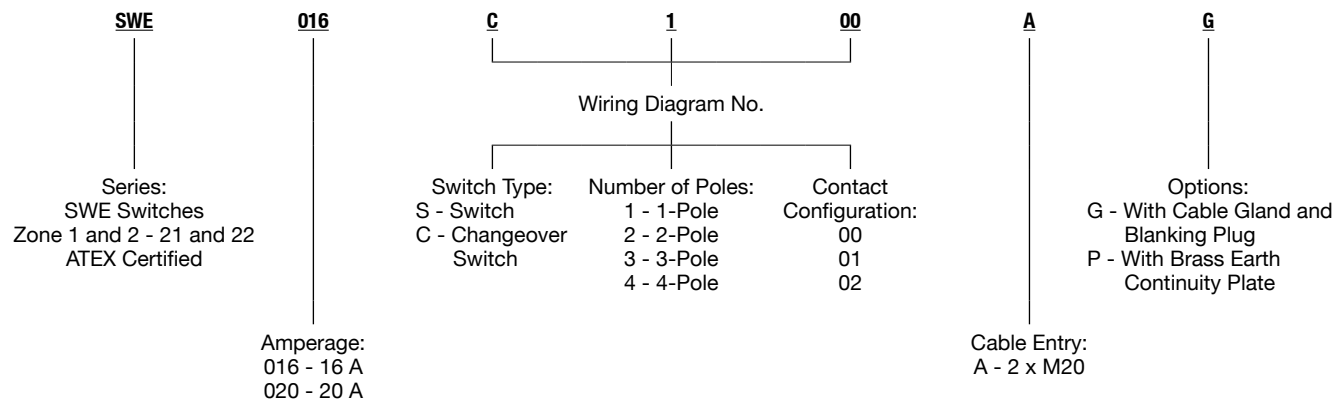 SWE 016 C 1 00 A G
Wiring Diagram No.
Series:
SWE Switches
Zone 1 and 2 - 21 and 22
ATEX Certified
Switch Type:
S - Switch
C - Changeover
Switch
Number of Poles:
1 - 1-Pole
2 - 2-Pole
3 - 3-Pole
4 - 4-Pole
Contact
Configuration:
00
01
02
Options:
G - With Cable Gland and
Blanking Plug
P - With Brass Earth
Continuity Plate
Amperage:
016 - 16 A
020 - 20 A
Cable Entry:
A - 2 x M20